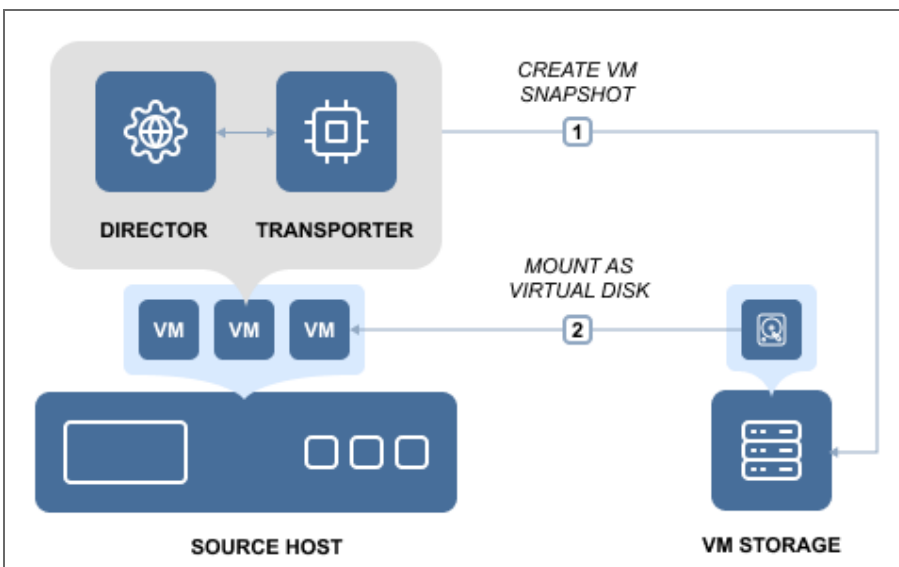 CREATE VM
SNAPSHOT
1
DIRECTOR
TRANSPORTER
MOUNT AS
VIRTUAL DISK
VM
VM
VM
2
SOURCE HOST
VM STORAGE